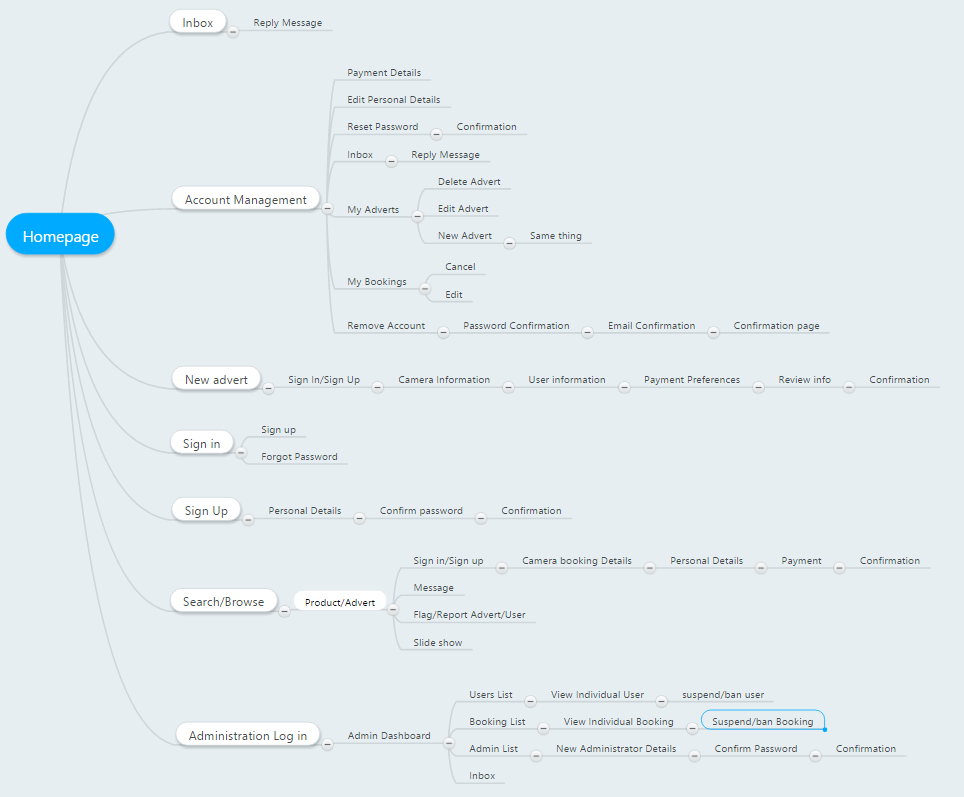 Inbox
Reply Message
Payment Details
Edit Personal Details
Reset Password
Confirmation
Inbox
Reply Message
Account Management
My Adverts
Delete Advert
Edit Advert
New Advert
Same thing
Homepage
My Bookings
Cancel
Edit
Remove Account
Password Confirmation
Email Confirmation
Confirmation page
New advert
Sign In/Sign Up
Camera Information
User information
Payment Preferences
Review info
Confirmation
Sign in
Sign up
Forgot Password
Sign Up
Personal Details
Confirm password
Confirmation
Search/Browse
Product/Advert
Sign in/Sign up
Camera booking Details
Personal Details
Payment
Confirmation
Message
Flag/Report Advert/User
Slide show
Administration Log in
Admin Dashboard
Users List
View Individual User
suspend/ban user
Booking List
View Individual Booking
Suspend/ban Booking
Admin List
New Administrator Details
Confirm Password
Confirmation
Inbox